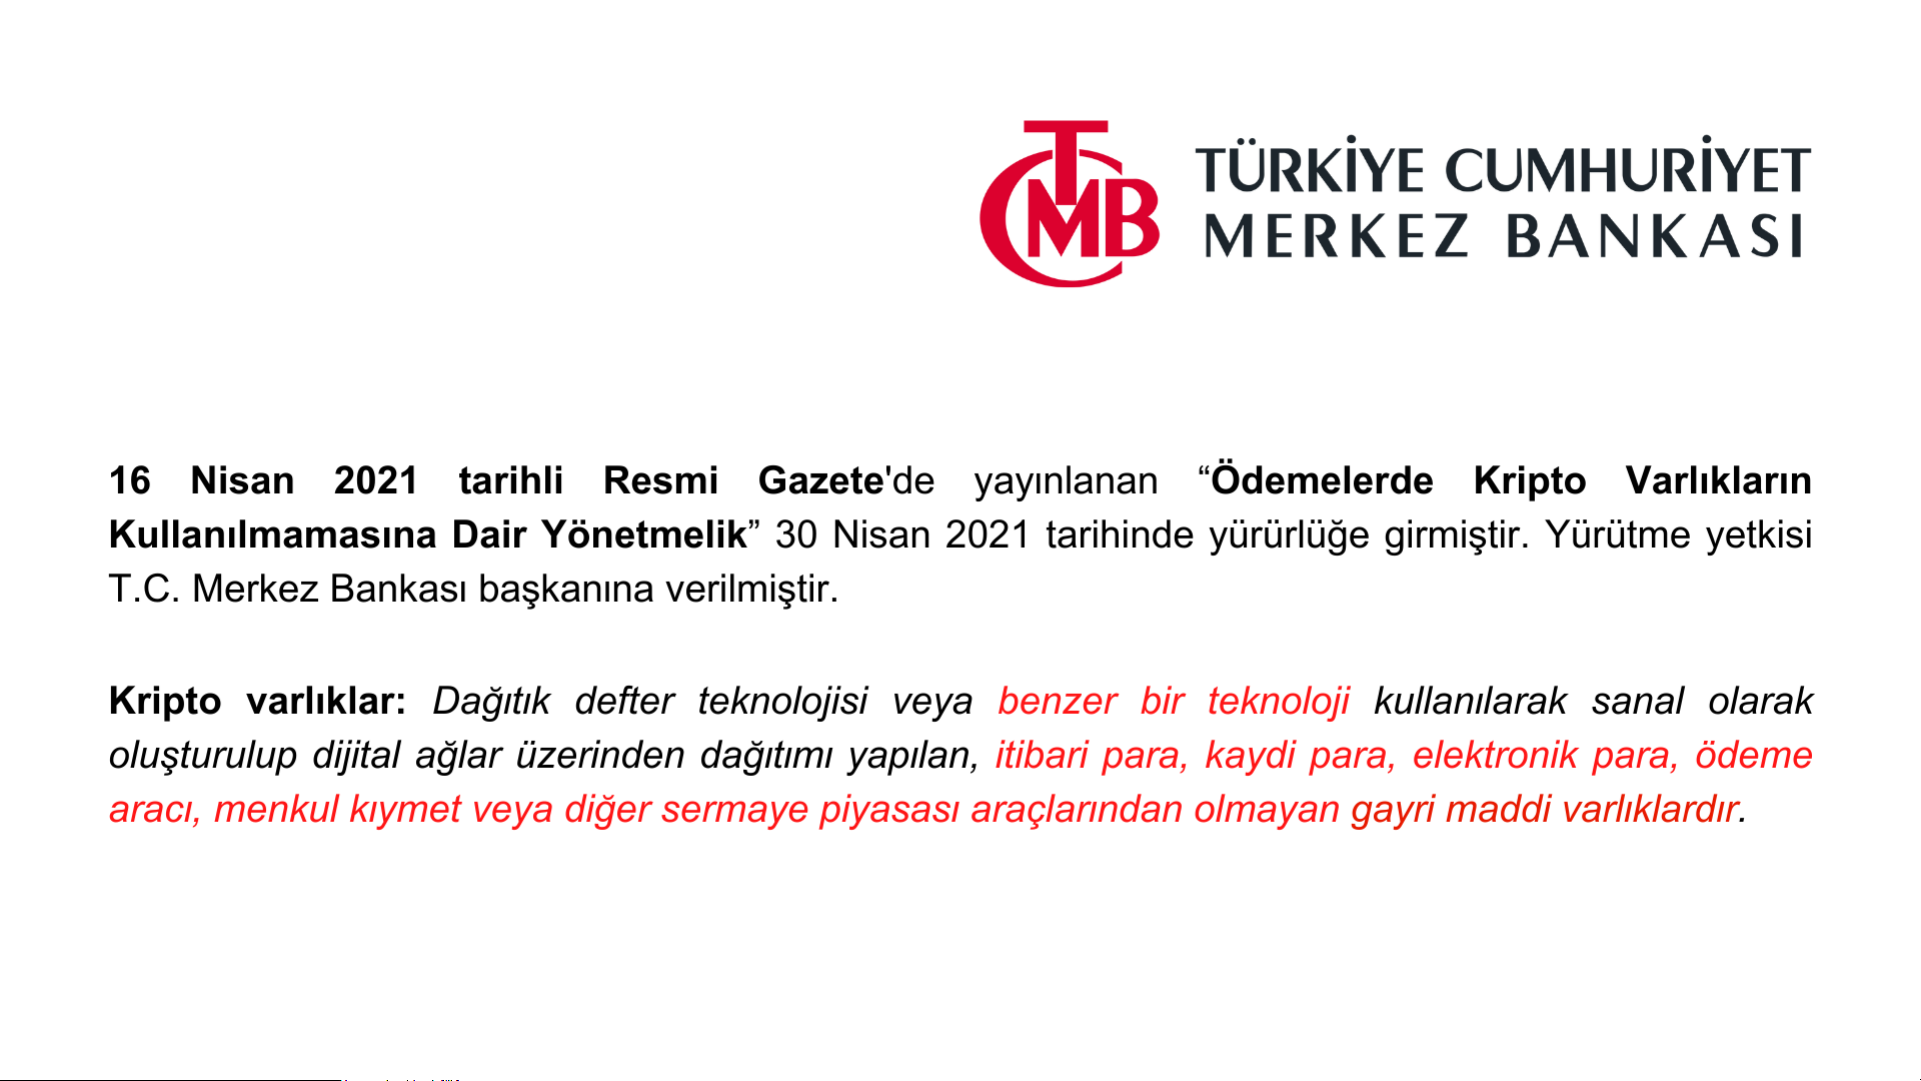 TCMB
TÜRKİYE CUMHURİYET
MERKEZ BANKASI
16 Nisan 2021 tarihli Resmi Gazete'de yayınlanan “Ödemelerde Kripto Varlıkların
Kullanılmamasına Dair Yönetmelik” 30 Nisan 2021 tarihinde yürürlüğe girmiştir. Yürütme yetkisi
T.C. Merkez Bankası başkanına verilmiştir.
Kripto varlıklar: Dağıtık defter teknolojisi veya benzer bir teknoloji kullanılarak sanal olarak
oluşturulup dijital ağlar üzerinden dağıtımı yapılan, itibari para, kaydi para, elektronik para, ödeme
aracı, menkul kıymet veya diğer sermaye piyasası araçlarından olmayan gayri maddi varlıklardır.